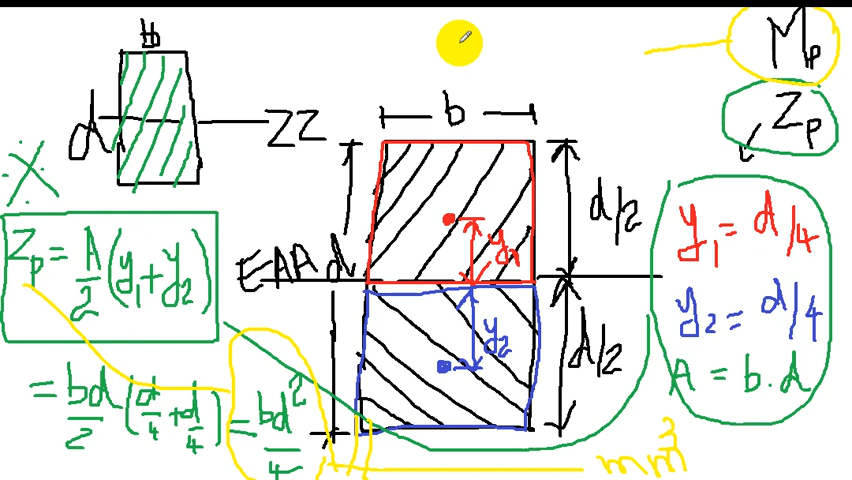 b
d
ZZ
Mp
Zp
b
d/2
y₁
EAA
d
y₂
d/2
y₁ = d/4
y₂ = d/4
A = b.d
Zp = A/2 (y₁+y₂)
= bd/2 (d/4 + d/4) = bd²/4
mm³